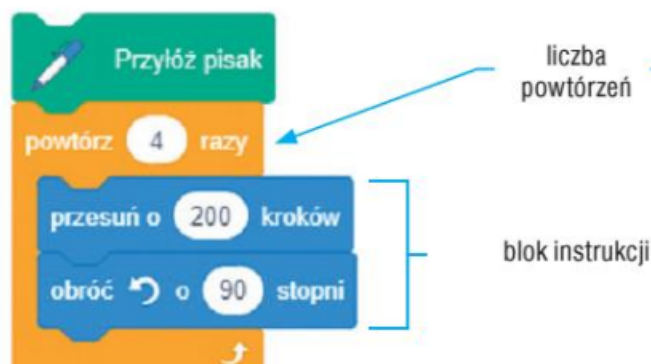 Przyłóż pisak
liczba
powtórzeń
powtórz 4 razy
przesuń o 200 kroków
blok instrukcji
obróć o 90 stopni